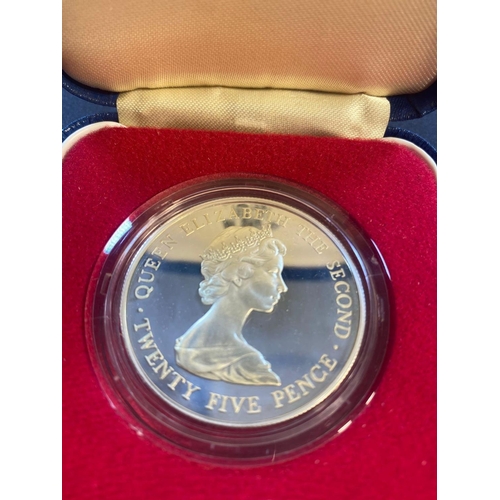 · QUEEN ELIZABETH THE SECOND ·
TWENTY FIVE PENCE